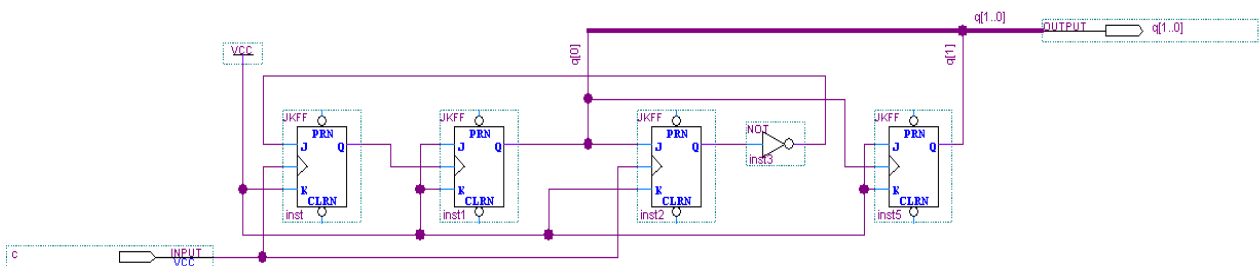 q[1..0]
OUTPUT q[1..0]
VCC
q[0]
q[1]
JKFF
PRN
J Q
K
CLRN
inst
JKFF
PRN
J Q
K
CLRN
inst1
JKFF
PRN
J Q
K
CLRN
inst2
NOT
inst3
JKFF
PRN
J Q
K
CLRN
inst5
c INPUT
VCC